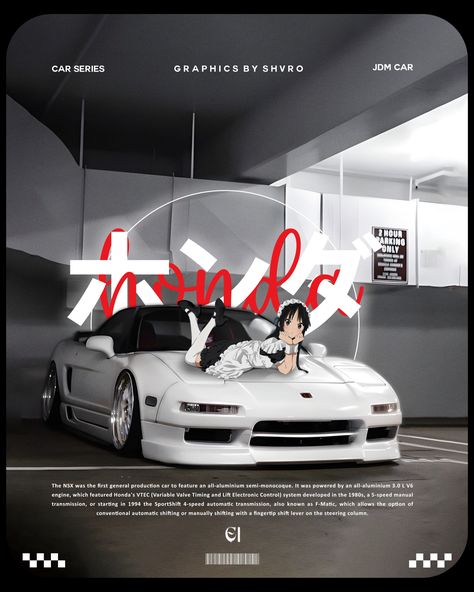 CAR SERIES
GRAPHICS BY SHVRO
JDM CAR
ホンダ
honda
2 HOUR
PARKING
ONLY
The NSX was the first general production car to feature an all-aluminium semi-monocoque. It was powered by an all-aluminium 3.0 L V6
engine, which featured Honda's VTEC (Variable Valve Timing and Lift Electronic Control) system developed in the 1980s, a 5-speed manual
transmission, or starting in 1994 the SportShift 4-speed automatic transmission, also known as F-Matic, which allows the option of
conventional automatic shifting or manually shifting with a fingertip shift lever on the steering column.